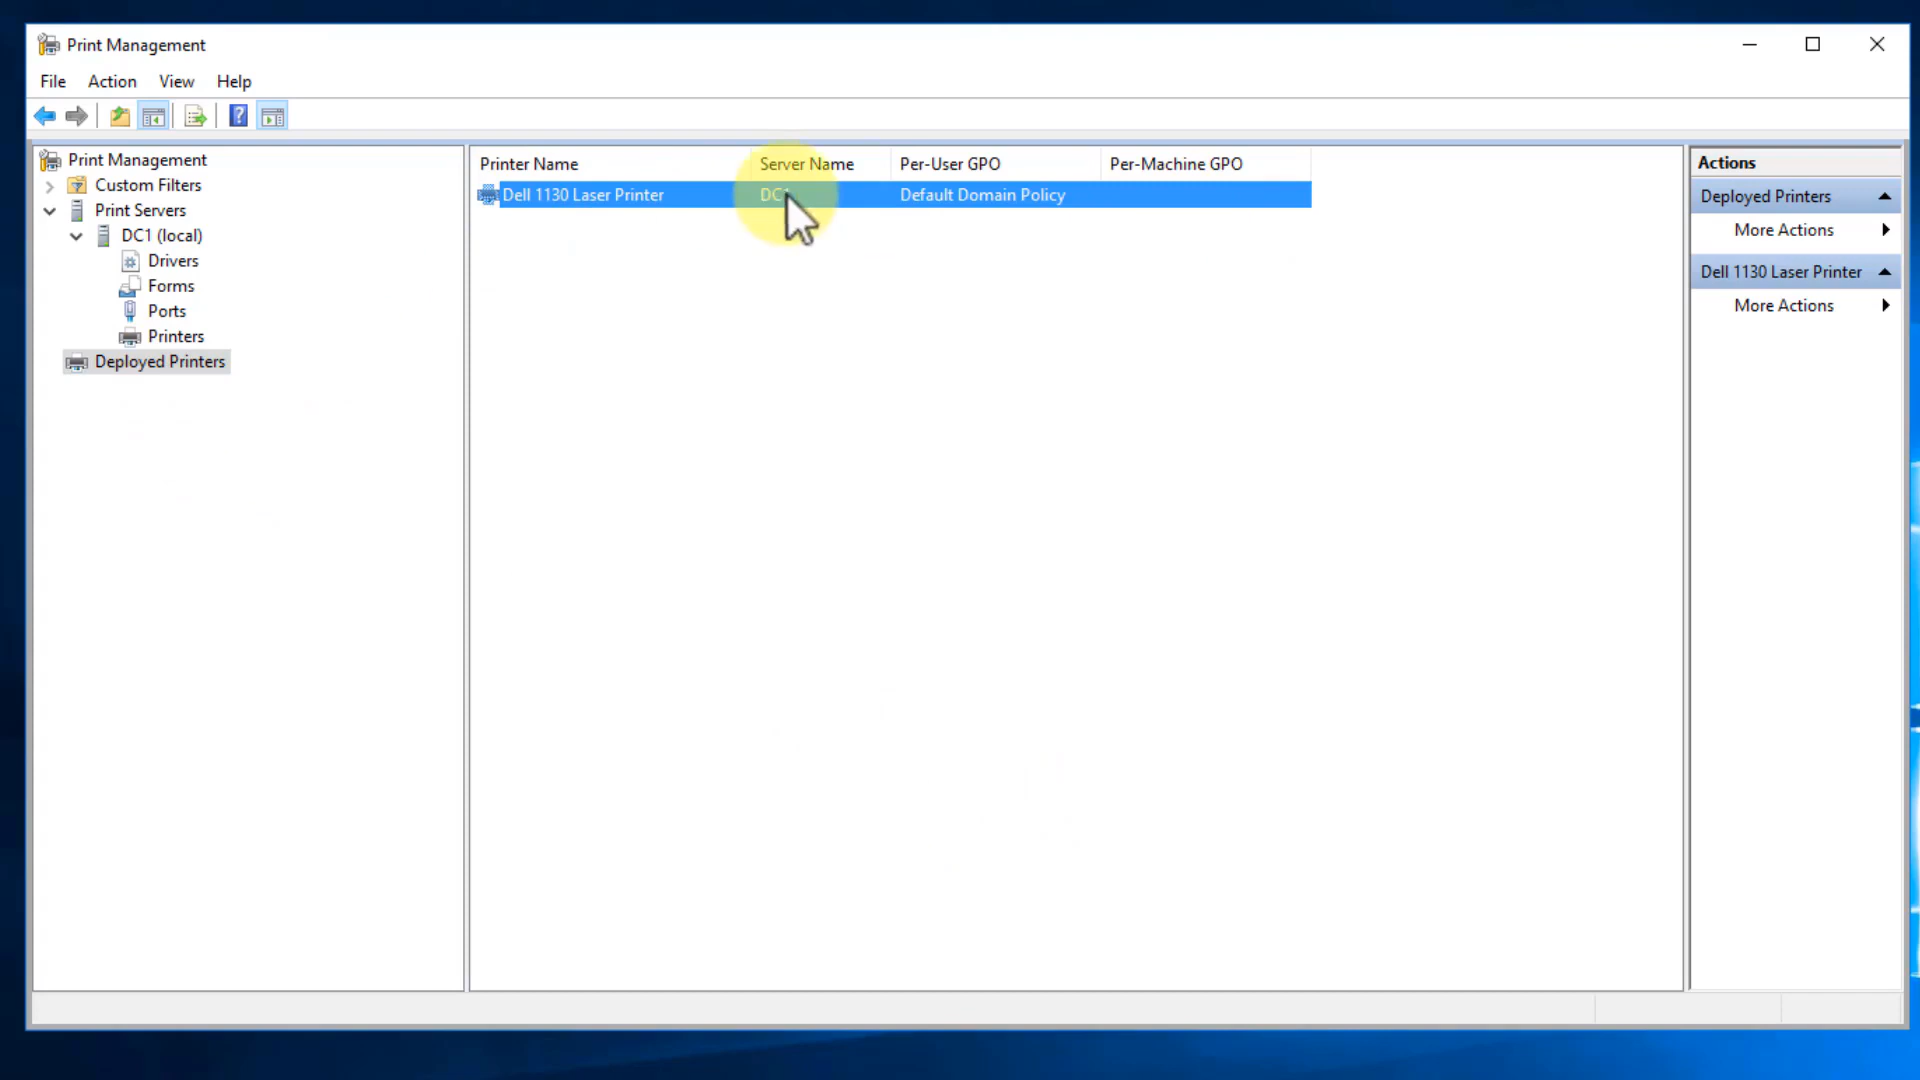 Print Management
File Action View Help
Print Management
Custom Filters
Print Servers
DC1 (local)
Drivers
Forms
Ports
Printers
Deployed Printers
Printer Name Server Name Per-User GPO Per-Machine GPO
Dell 1130 Laser Printer DC1 Default Domain Policy
Actions
Deployed Printers
More Actions
Dell 1130 Laser Printer
More Actions